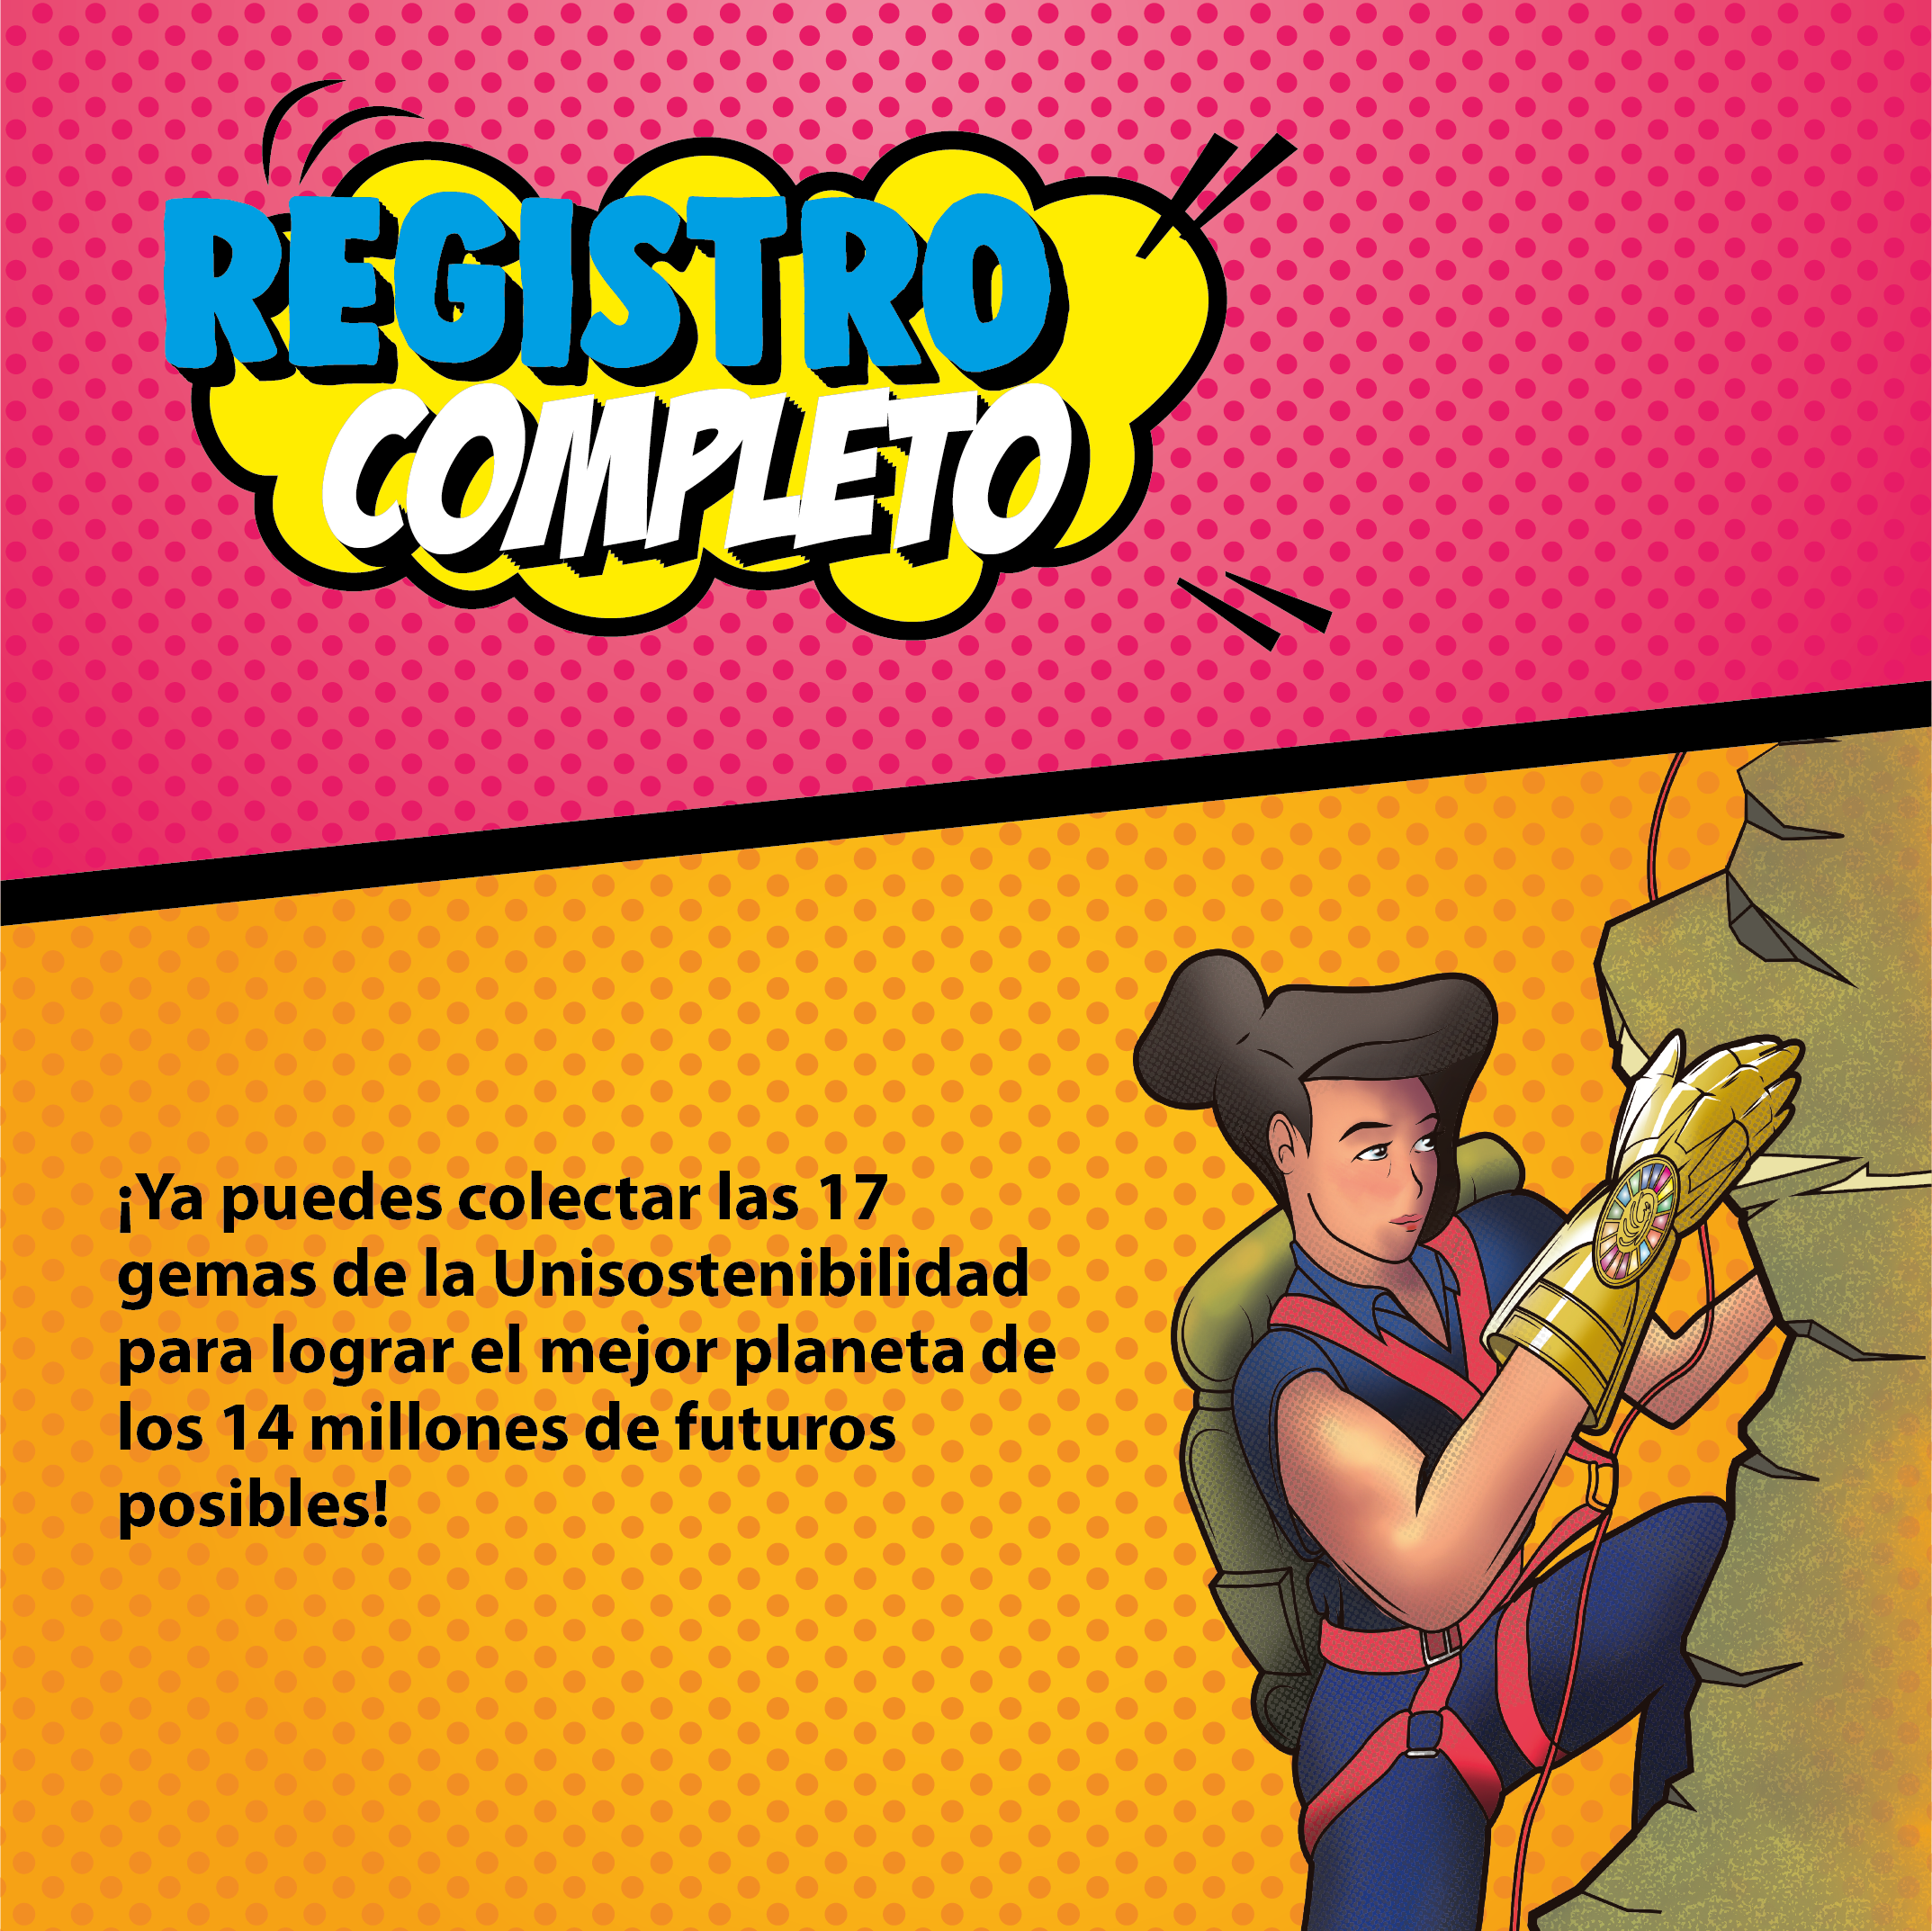 REGISTRO
COMPLETO
¡Ya puedes colectar las 17
gemas de la Unisostenibilidad
para lograr el mejor planeta de
los 14 millones de futuros
posibles!